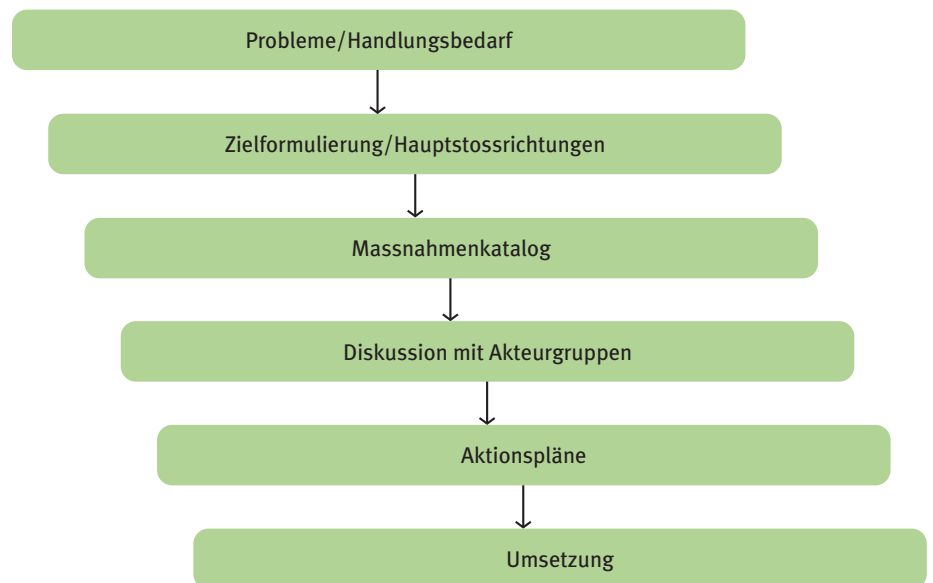 Probleme/Handlungsbedarf
Zielformulierung/Hauptstossrichtungen
Massnahmenkatalog
Diskussion mit Akteurgruppen
Aktionspläne
Umsetzung